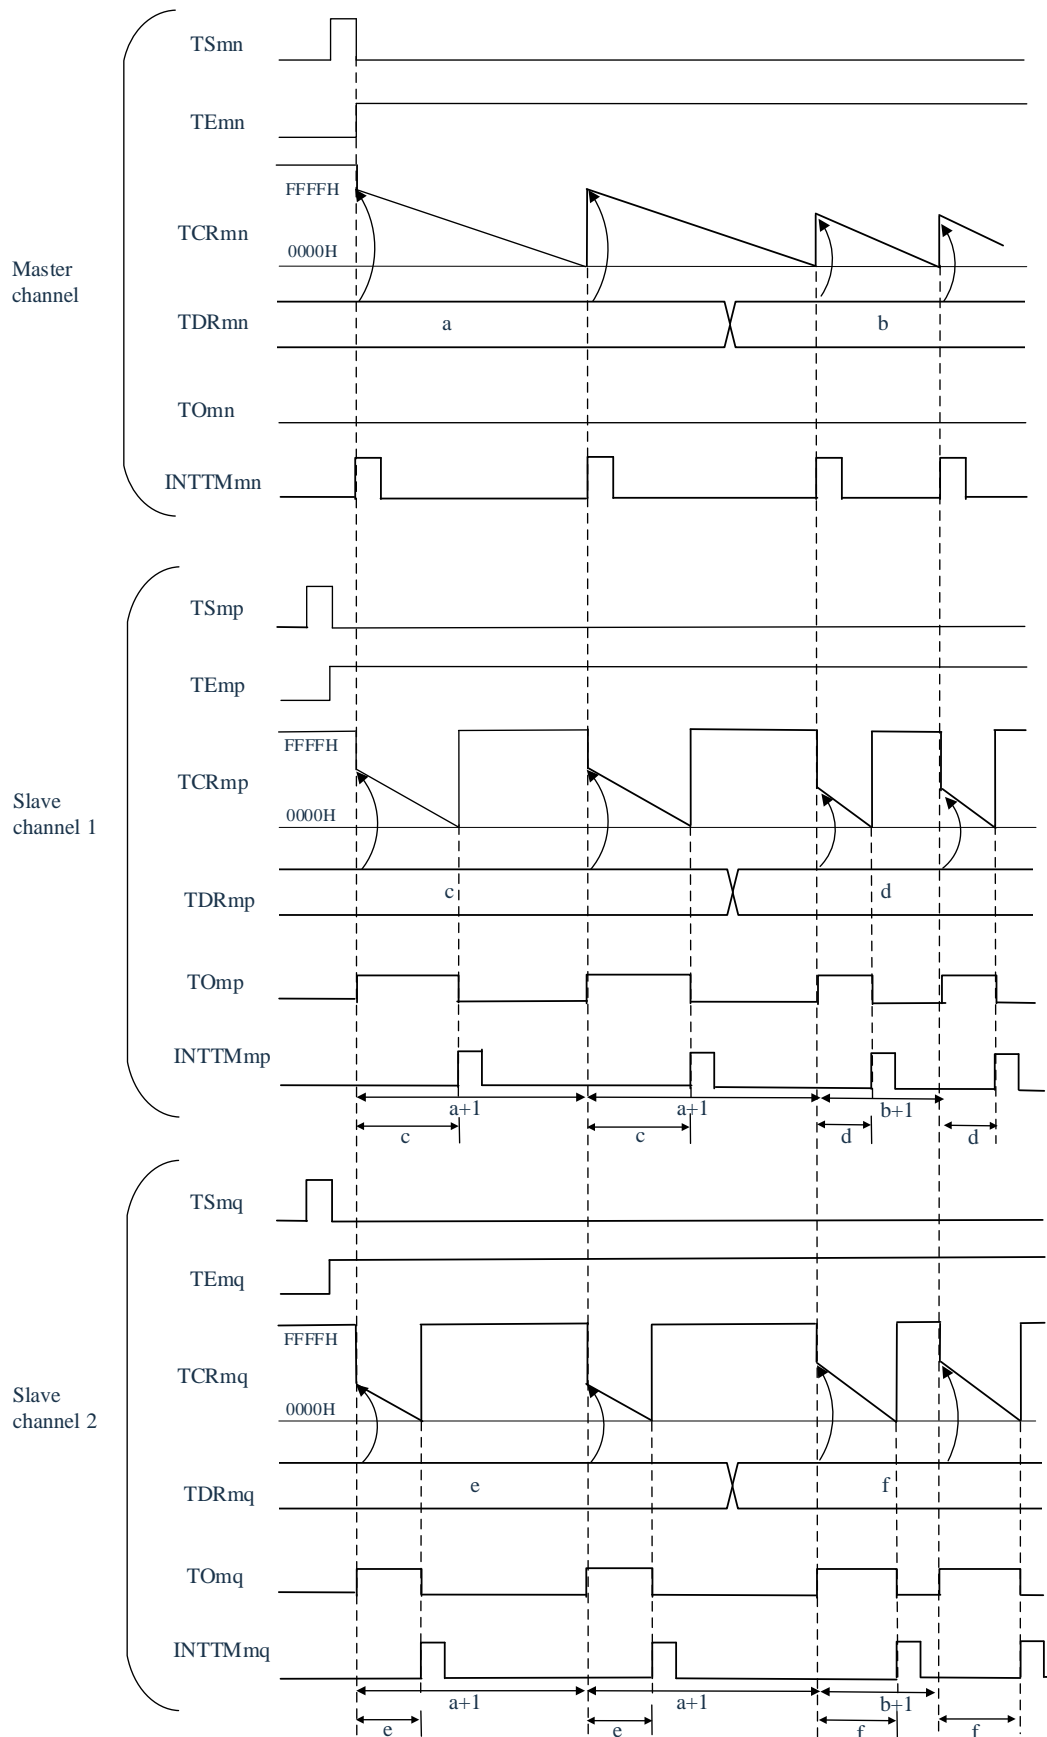 TSmn
TEmn
FFFFH
TCRmn
0000H
Master
channel
TDRmn
a
b
TOmn
INTTMmn
TSmp
TEmp
FFFFH
TCRmp
0000H
Slave
channel 1
TDRmp
c
d
TOmp
INTTMmp
a+1
a+1
b+1
c
c
d
d
TSmq
TEmq
FFFFH
TCRmq
0000H
Slave
channel 2
TDRmq
e
f
TOmq
INTTMmq
a+1
a+1
b+1
e
e
f
f